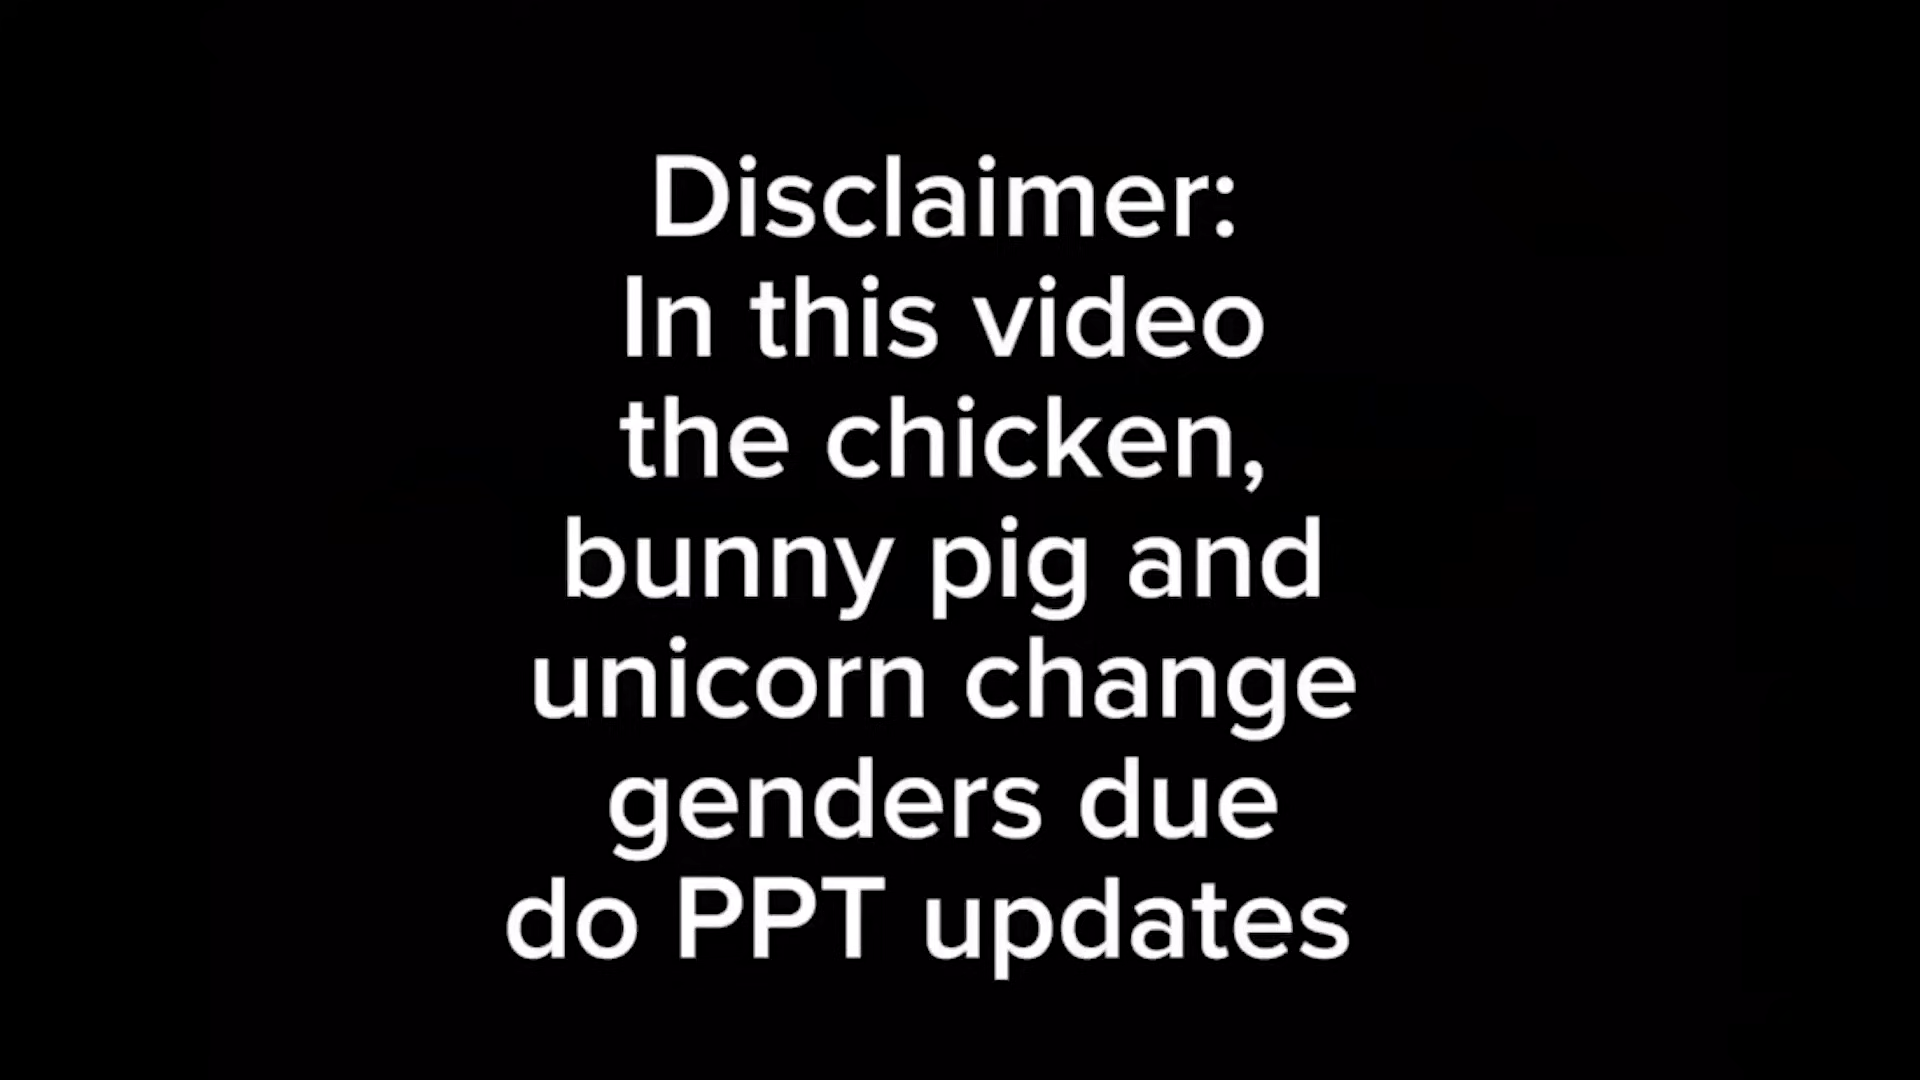 Disclaimer:
In this video
the chicken,
bunny pig and
unicorn change
genders due
do PPT updates